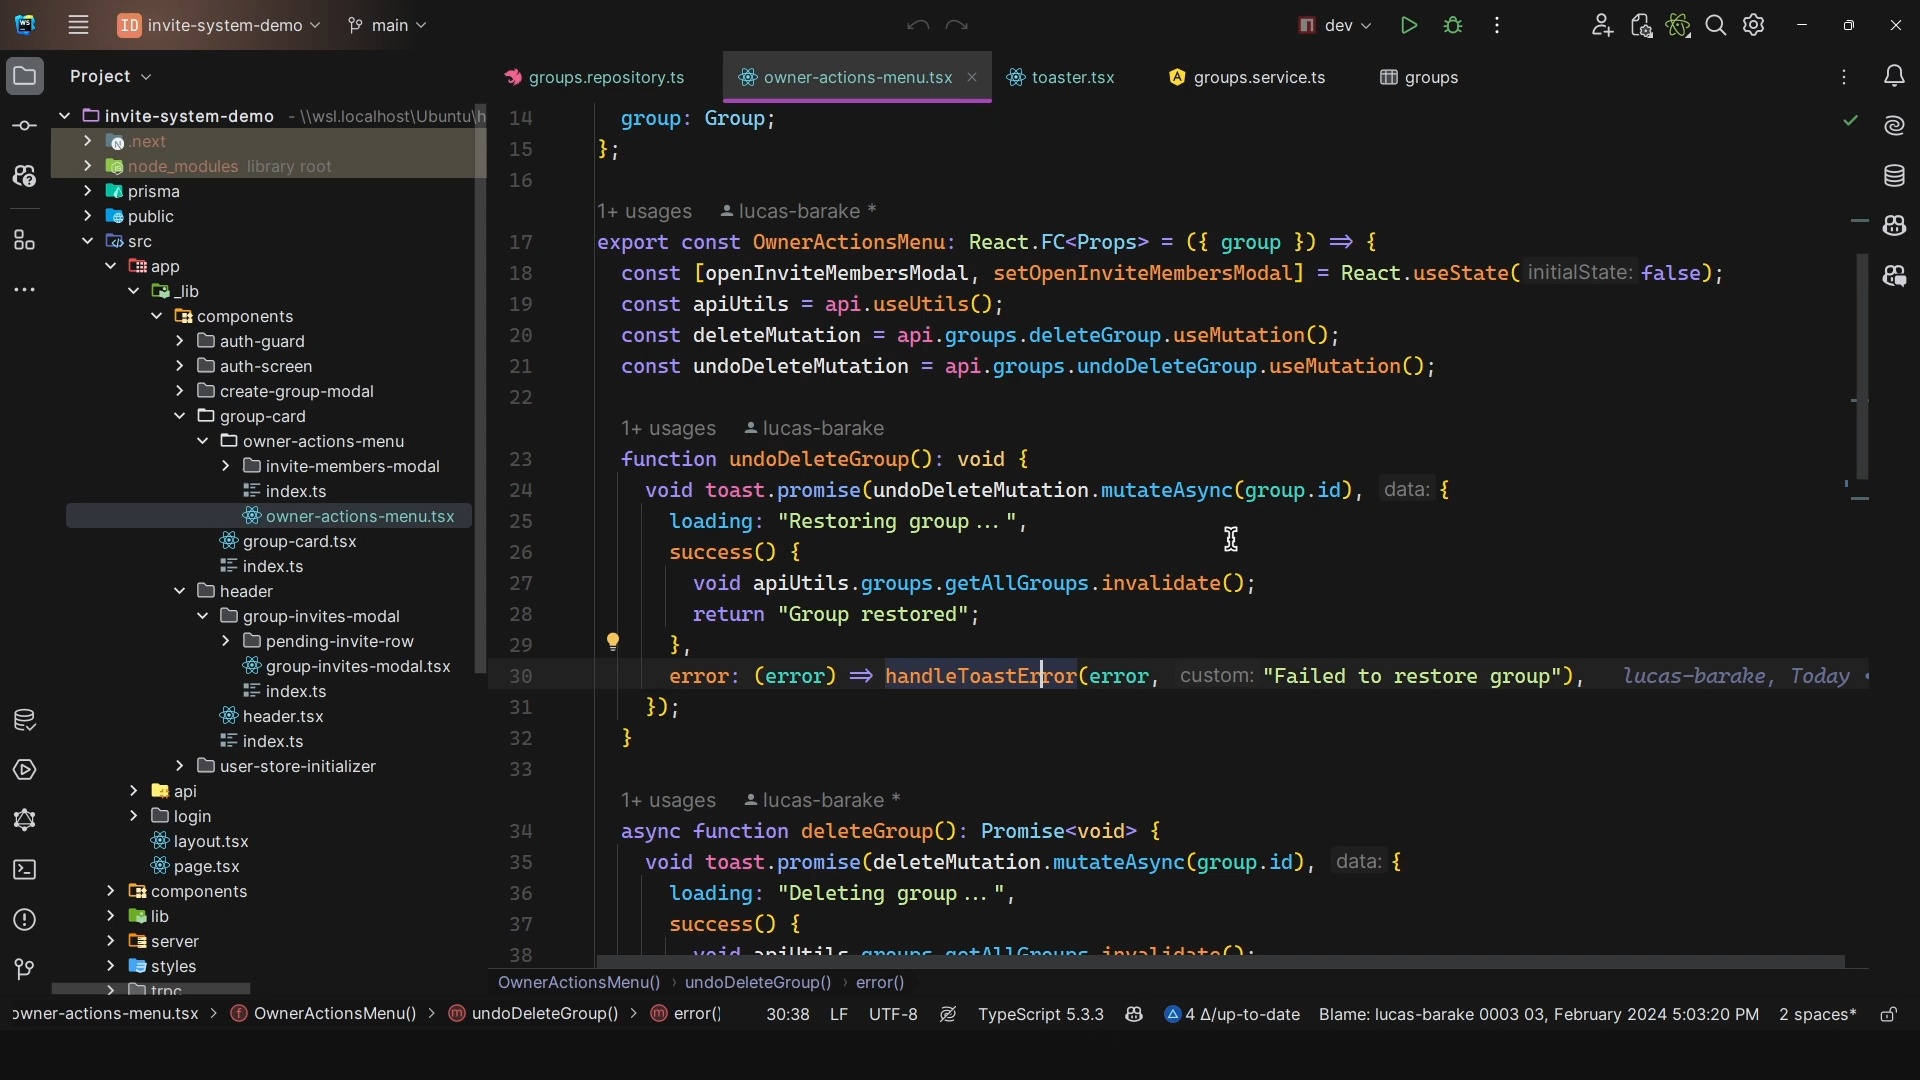 WS
ID invite-system-demo
main
dev
Project
groups.repository.ts
owner-actions-menu.tsx
toaster.tsx
groups.service.ts
groups
invite-system-demo - \\wsl.localhost\Ubuntu\h
.next
node_modules library root
prisma
public
src
app
_lib
components
auth-guard
auth-screen
create-group-modal
group-card
owner-actions-menu
invite-members-modal
index.ts
owner-actions-menu.tsx
group-card.tsx
index.ts
header
group-invites-modal
pending-invite-row
group-invites-modal.tsx
index.ts
header.tsx
index.ts
user-store-initializer
api
login
layout.tsx
page.tsx
components
lib
server
styles
trpc
14 group: Group;
15 };
16
1+ usages lucas-barake *
17 export const OwnerActionsMenu: React.FC<Props> = ({ group }) ⇒ {
18 const [openInviteMembersModal, setOpenInviteMembersModal] = React.useState( initialState: false);
19 const apiUtils = api.useUtils();
20 const deleteMutation = api.groups.deleteGroup.useMutation();
21 const undoDeleteMutation = api.groups.undoDeleteGroup.useMutation();
22
1+ usages lucas-barake
23 function undoDeleteGroup(): void {
24 void toast.promise(undoDeleteMutation.mutateAsync(group.id), data: {
25 loading: "Restoring group...",
26 success() {
27 void apiUtils.groups.getAllGroups.invalidate();
28 return "Group restored";
29 },
30 error: (error) ⇒ handleToastError(error, custom: "Failed to restore group"), lucas-barake, Today •
31 });
32 }
33
1+ usages lucas-barake *
34 async function deleteGroup(): Promise<void> {
35 void toast.promise(deleteMutation.mutateAsync(group.id), data: {
36 loading: "Deleting group...",
37 success() {
38 void apiUtils.groups.getAllGroups.invalidate();
OwnerActionsMenu() › undoDeleteGroup() › error()
owner-actions-menu.tsx > OwnerActionsMenu() > undoDeleteGroup() > error()
30:38 LF UTF-8 TypeScript 5.3.3 4 Δ/up-to-date Blame: lucas-barake 0003 03, February 2024 5:03:20 PM 2 spaces*